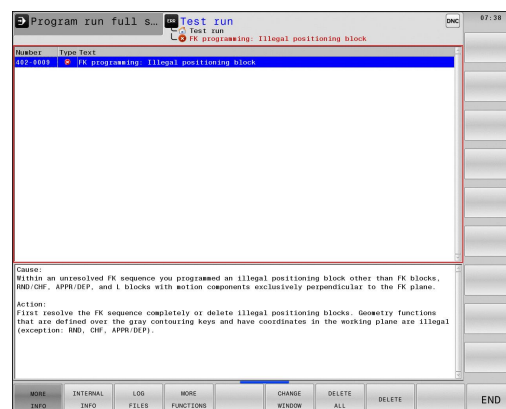 Program run full s...
ERR Test run
DNC
07:38
Test run
FK programming: Illegal positioning block
Number Type Text
402-0009 FK programming: Illegal positioning block
Cause:
Within an unresolved FK sequence you programmed an illegal positioning block other than FK blocks,
RND/CHF, APPR/DEP, and L blocks with motion components exclusively perpendicular to the FK plane.
Action:
First resolve the FK sequence completely or delete illegal positioning blocks. Geometry functions
that are defined over the gray contouring keys and have coordinates in the working plane are illegal
(exception: RND, CHF, APPR/DEP).
MORE INFO
INTERNAL INFO
LOG FILES
MORE FUNCTIONS
CHANGE WINDOW
DELETE ALL
DELETE
END